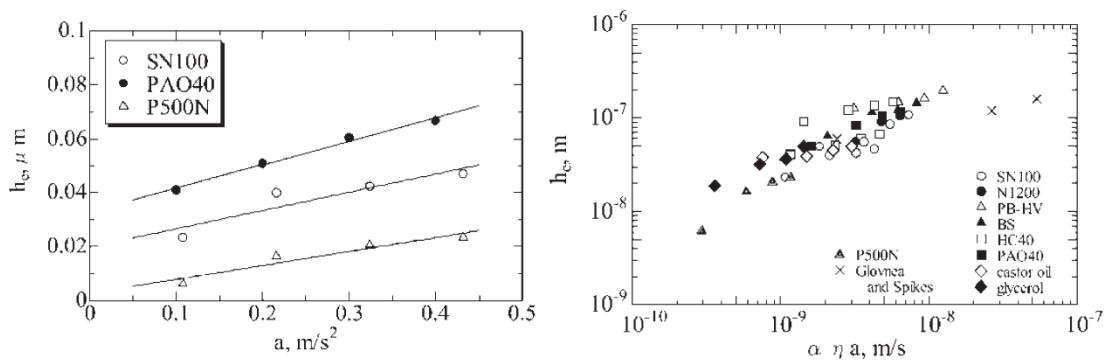 0.1
0.08
0.06
0.04
0.02
0
h_c, μ m
SN100
PAO40
P500N
0
0.1
0.2
0.3
0.4
0.5
a, m/s²
10⁻⁶
10⁻⁷
10⁻⁸
10⁻⁹
h_c, m
SN100
N1200
PB-HV
BS
HC40
PAO40
castor oil
glycerol
P500N
Glovnea
and Spikes
10⁻¹⁰
10⁻⁹
10⁻⁸
10⁻⁷
α η a, m/s